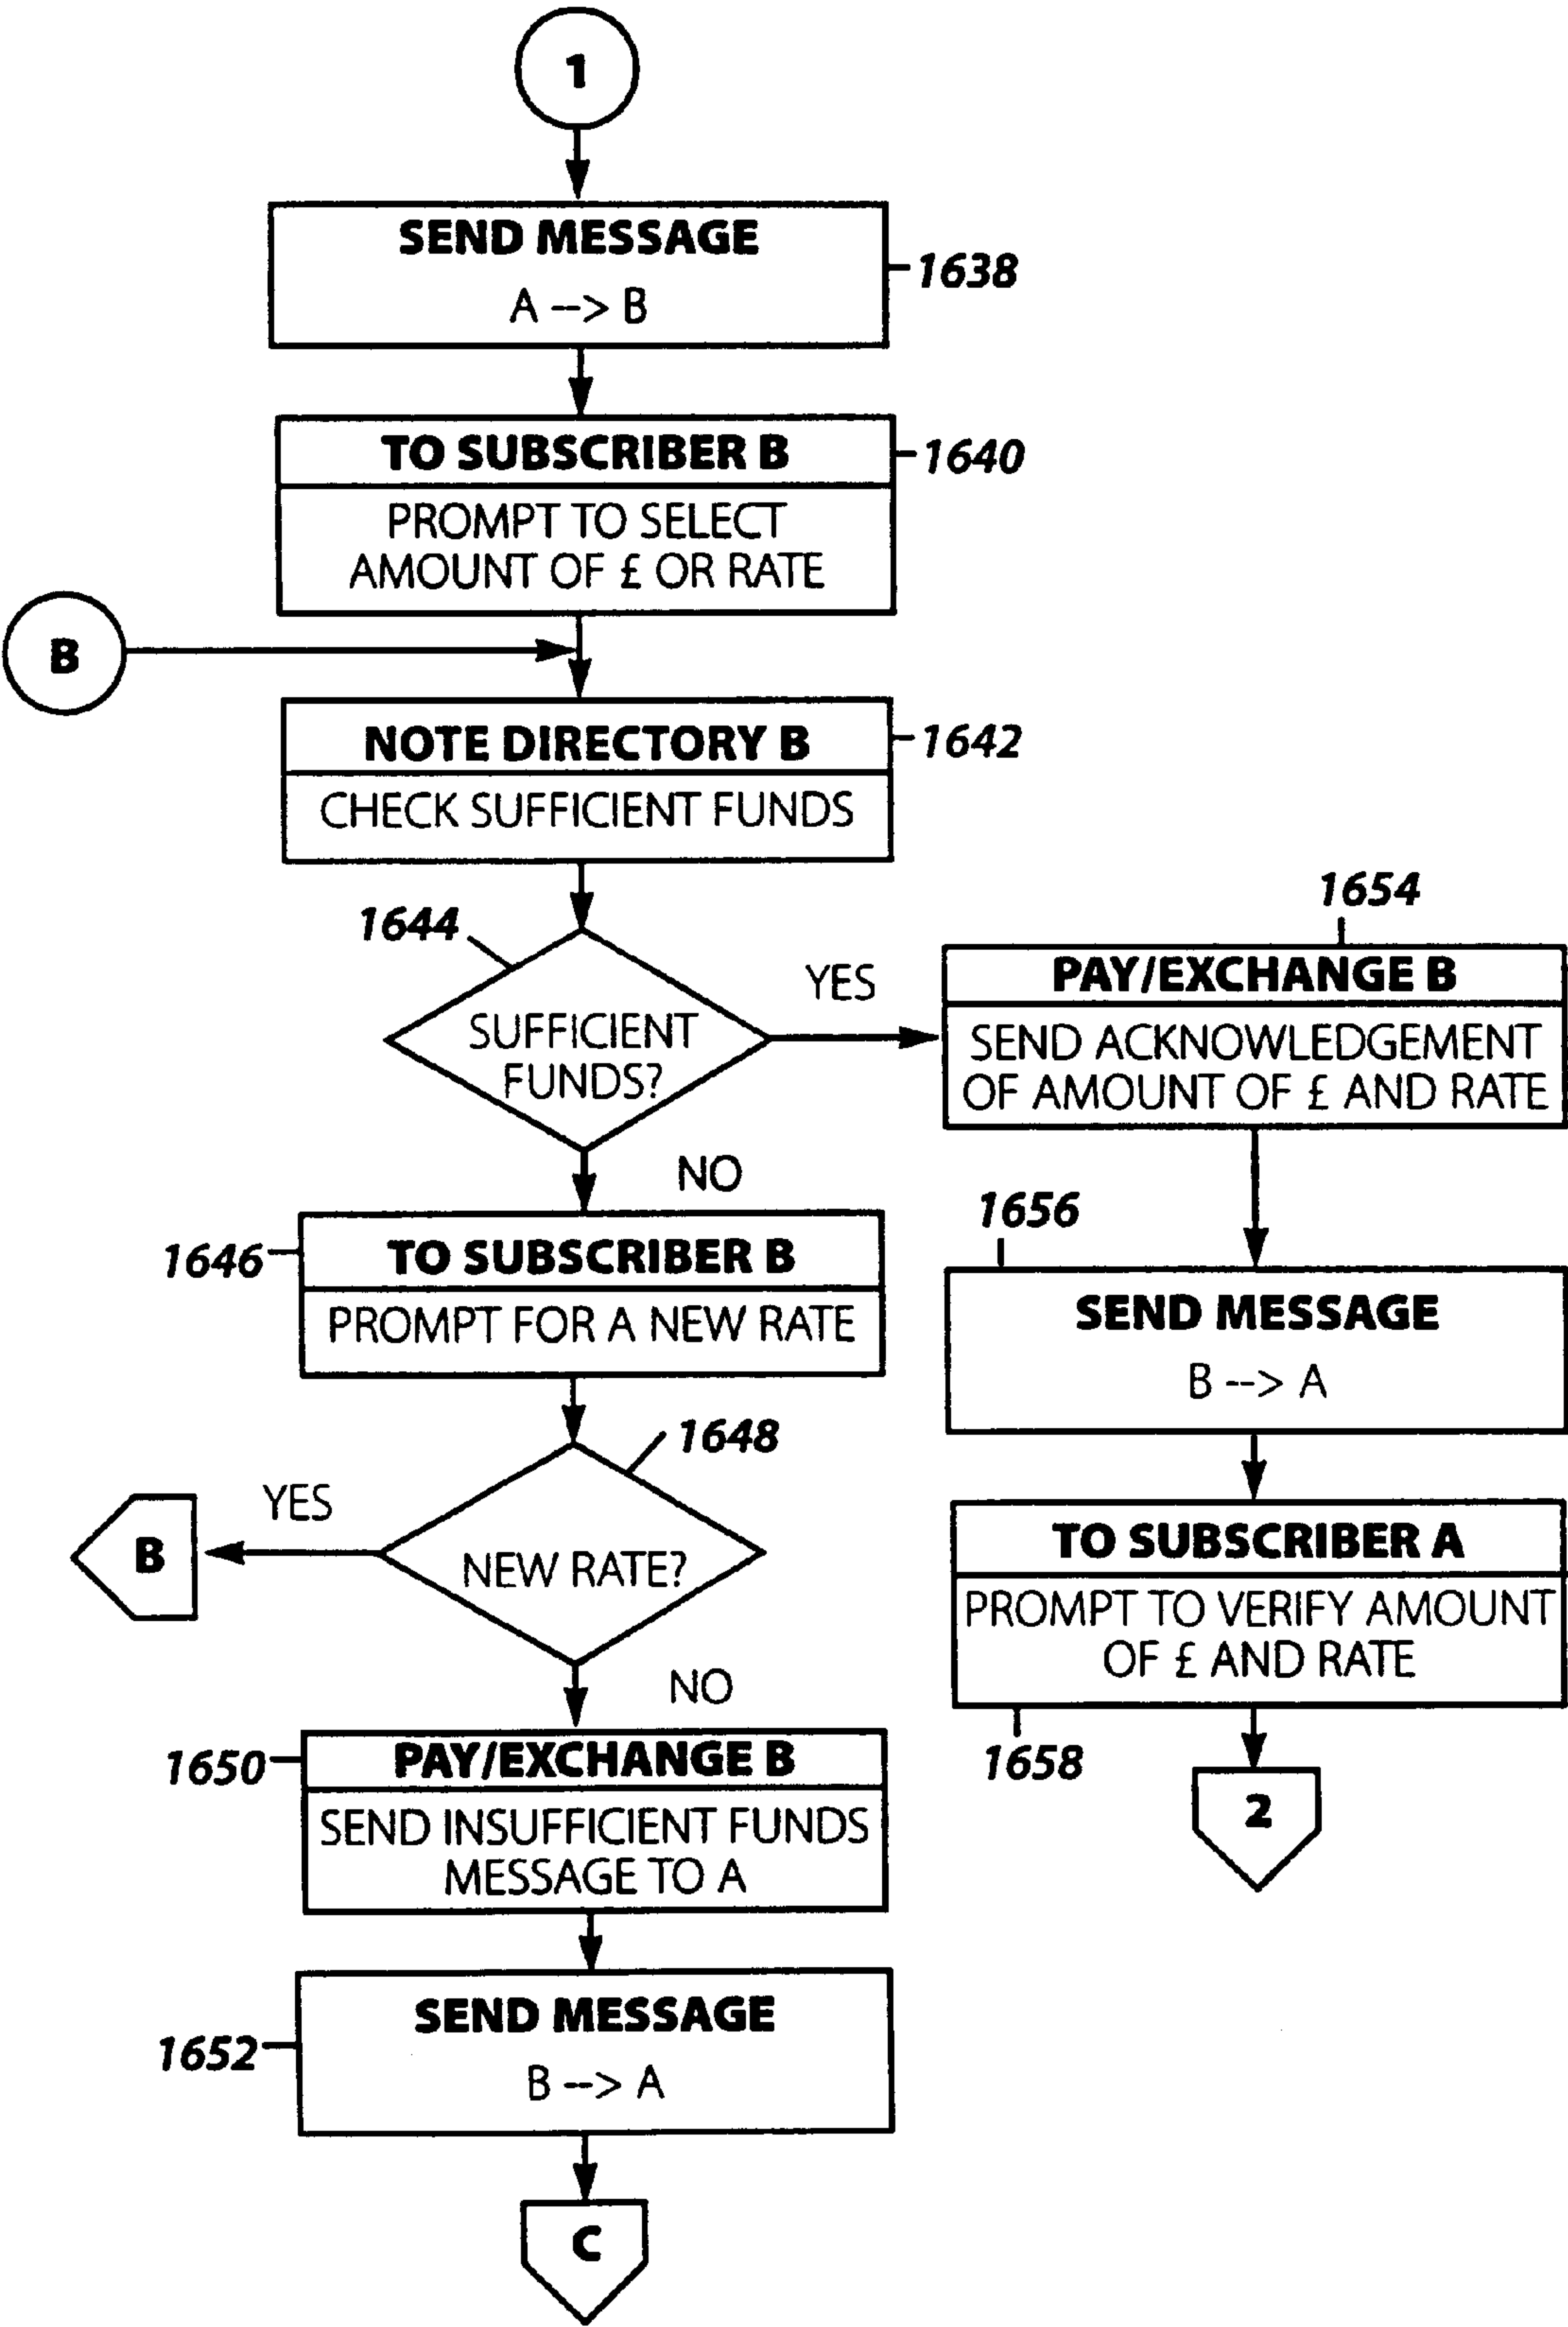 1
SEND MESSAGE
A --> B
1638
TO SUBSCRIBER B
1640
PROMPT TO SELECT
AMOUNT OF £ OR RATE
B
NOTE DIRECTORY B
1642
CHECK SUFFICIENT FUNDS
1644
SUFFICIENT
FUNDS?
YES
NO
TO SUBSCRIBER B
1646
PROMPT FOR A NEW RATE
1648
NEW RATE?
YES
B
NO
PAY/EXCHANGE B
1650
SEND INSUFFICIENT FUNDS
MESSAGE TO A
SEND MESSAGE
1652
B --> A
C
1654
PAY/EXCHANGE B
SEND ACKNOWLEDGEMENT
OF AMOUNT OF £ AND RATE
1656
SEND MESSAGE
B --> A
TO SUBSCRIBER A
PROMPT TO VERIFY AMOUNT
OF £ AND RATE
1658
2